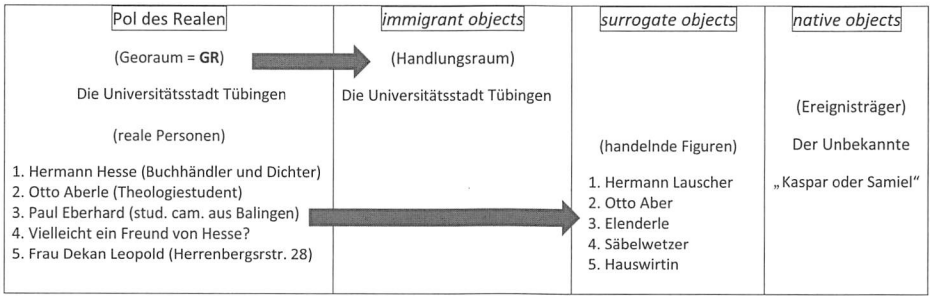 Pol des Realen
(Georaum = GR)
Die Universitätsstadt Tübingen
(reale Personen)
1. Hermann Hesse (Buchhändler und Dichter)
2. Otto Aberle (Theologiestudent)
3. Paul Eberhard (stud. cam. aus Balingen)
4. Vielleicht ein Freund von Hesse?
5. Frau Dekan Leopold (Herrenbergsrstr. 28)
immigrant objects
(Handlungsraum)
Die Universitätsstadt Tübingen
surrogate objects
(handelnde Figuren)
1. Hermann Lauscher
2. Otto Aber
3. Elenderle
4. Säbelwetzer
5. Hauswirtin
native objects
(Ereignisträger)
Der Unbekannte
„Kaspar oder Samiel“